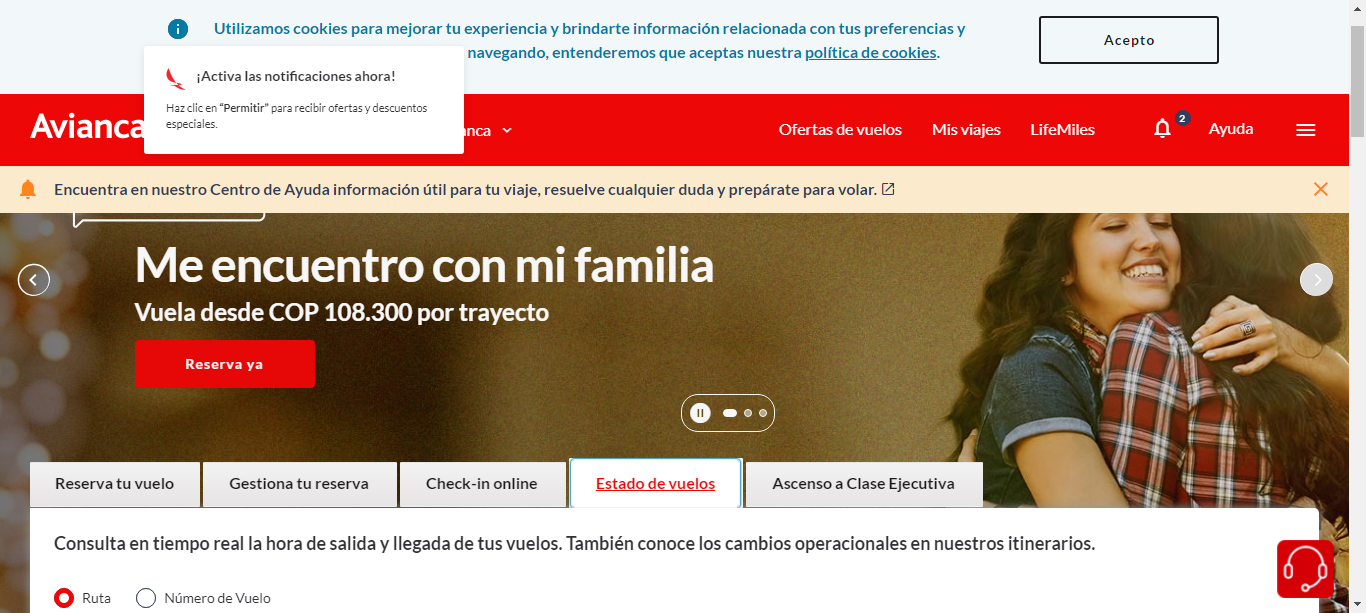 Utilizamos cookies para mejorar tu experiencia y brindarte información relacionada con tus preferencias y
navegando, entenderemos que aceptas nuestra política de cookies.
Acepto
¡Activa las notificaciones ahora!
Haz clic en “Permitir” para recibir ofertas y descuentos
especiales.
Avianca
anca
Ofertas de vuelos
Mis viajes
LifeMiles
2
Ayuda
Encuentra en nuestro Centro de Ayuda información útil para tu viaje, resuelve cualquier duda y prepárate para volar.
Me encuentro con mi familia
Vuela desde COP 108.300 por trayecto
Reserva ya
Reserva tu vuelo
Gestiona tu reserva
Check-in online
Estado de vuelos
Ascenso a Clase Ejecutiva
Consulta en tiempo real la hora de salida y llegada de tus vuelos. También conoce los cambios operacionales en nuestros itinerarios.
Ruta
Número de Vuelo